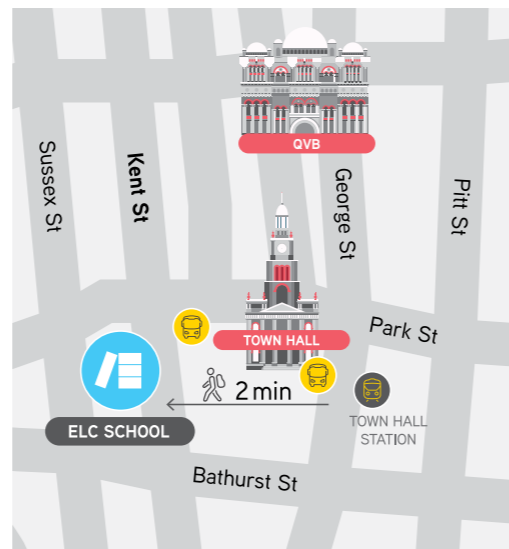 QVB
Sussex St
Kent St
George St
Pitt St
Park St
TOWN HALL
2 min
ELC SCHOOL
TOWN HALL
STATION
Bathurst St